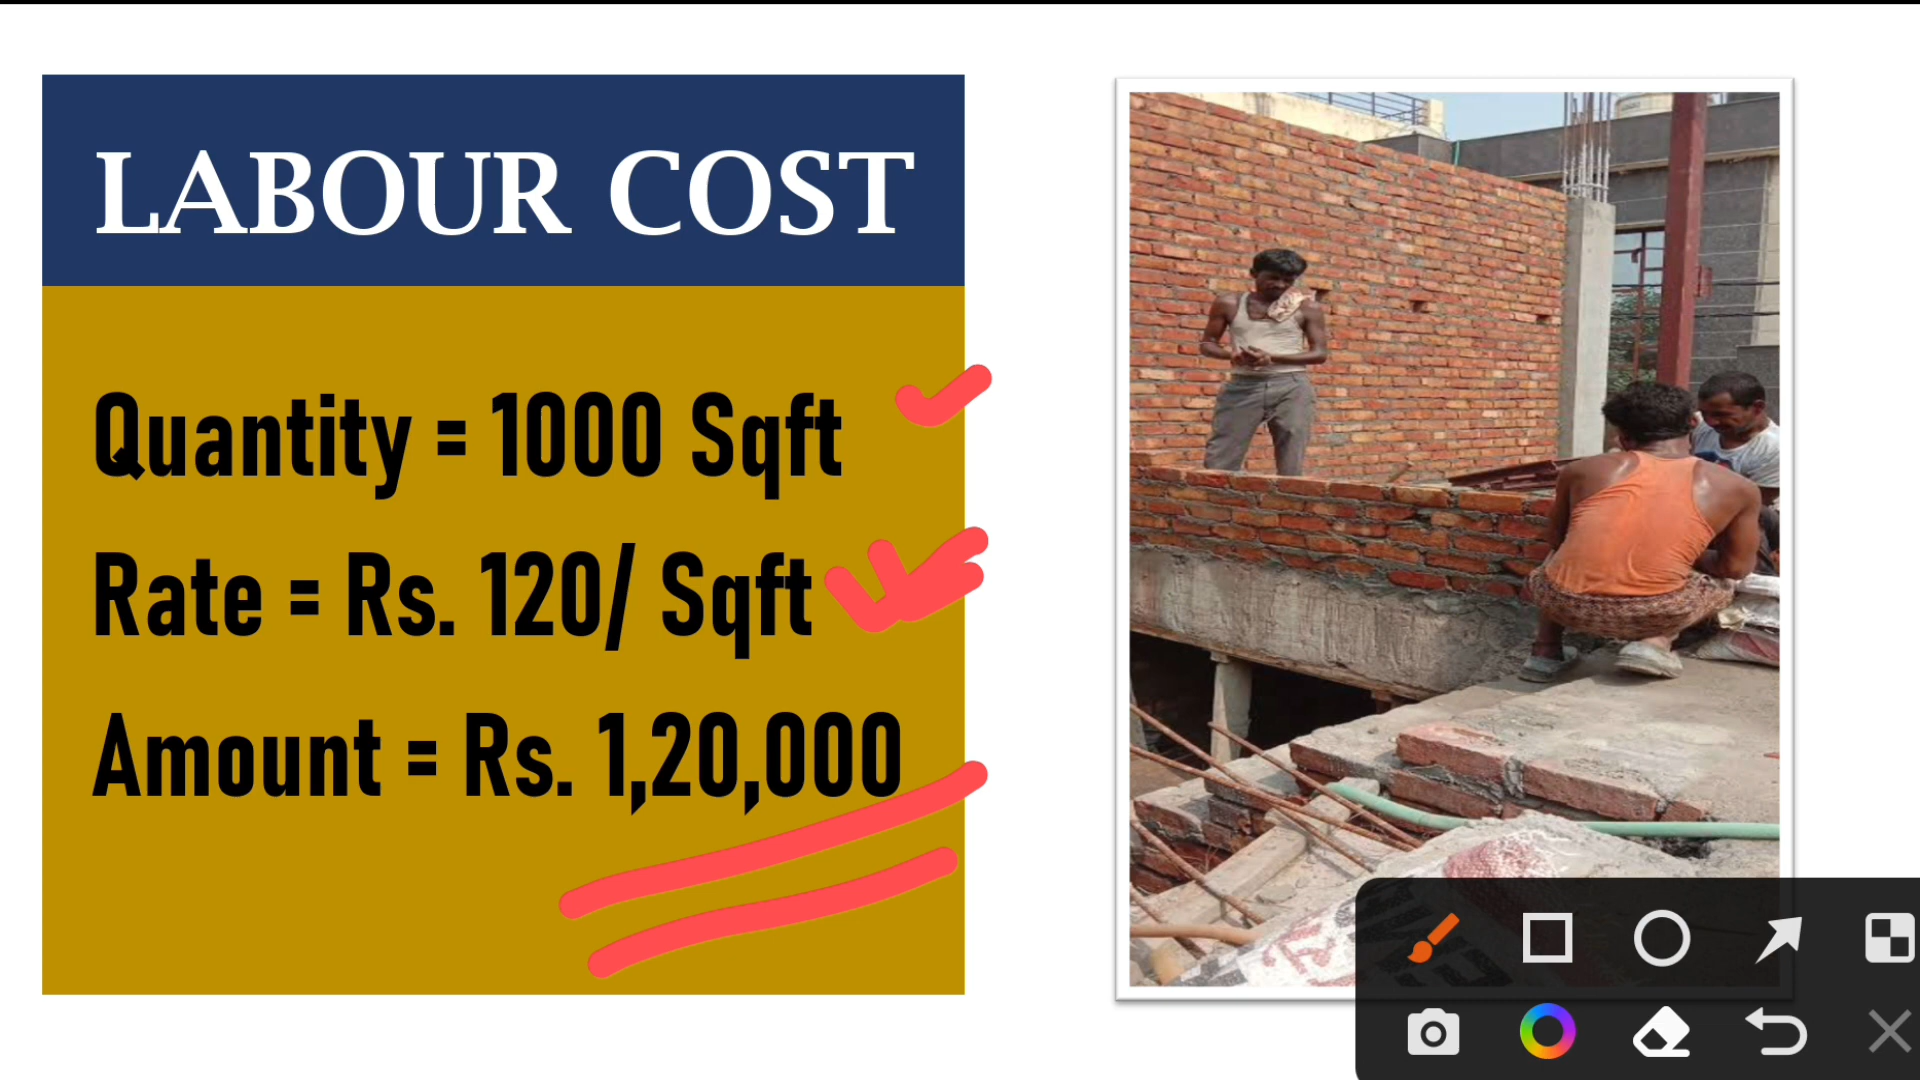 LABOUR COST
Quantity = 1000 Sqft
Rate = Rs. 120/ Sqft
Amount = Rs. 1,20,000